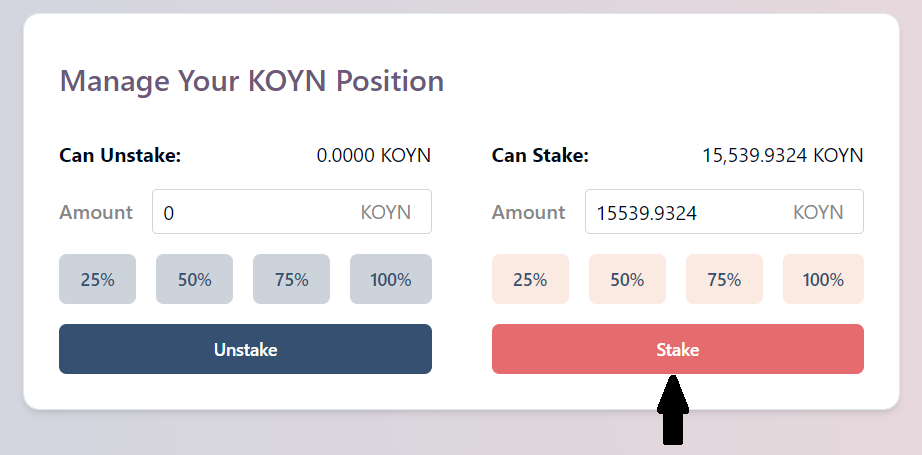 Manage Your KOYN Position
Can Unstake: 0.0000 KOYN
Can Stake: 15,539.9324 KOYN
Amount 0 KOYN
Amount 15539.9324 KOYN
25% 50% 75% 100%
25% 50% 75% 100%
Unstake
Stake